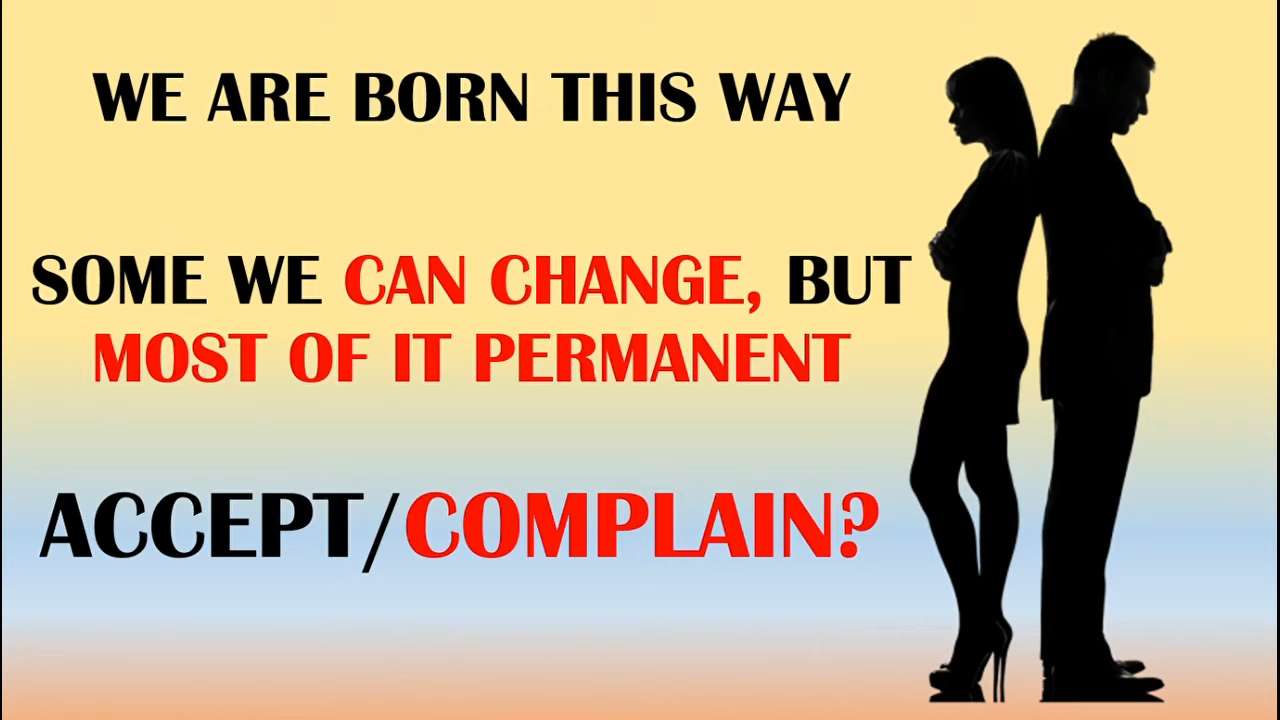 WE ARE BORN THIS WAY
SOME WE CAN CHANGE, BUT
MOST OF IT PERMANENT
ACCEPT/COMPLAIN?